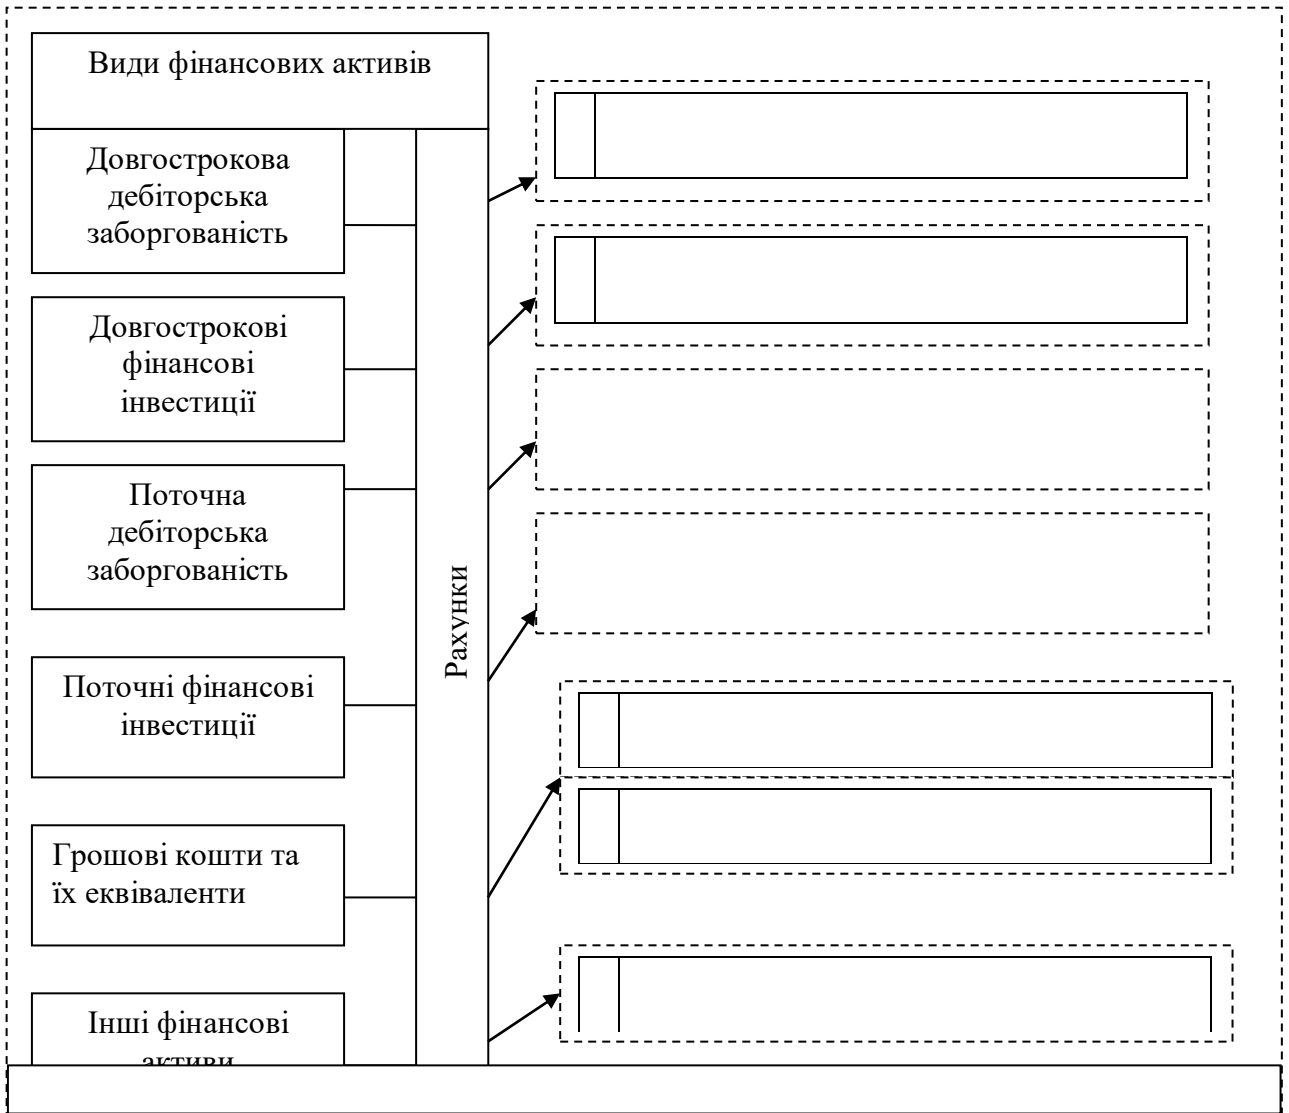 Види фінансових активів
Довгострокова
дебіторська
заборгованість
Довгострокові
фінансові
інвестиції
Поточна
дебіторська
заборгованість
Рахунки
Поточні фінансові
інвестиції
Грошові кошти та
їх еквіваленти
Інші фінансові
активи